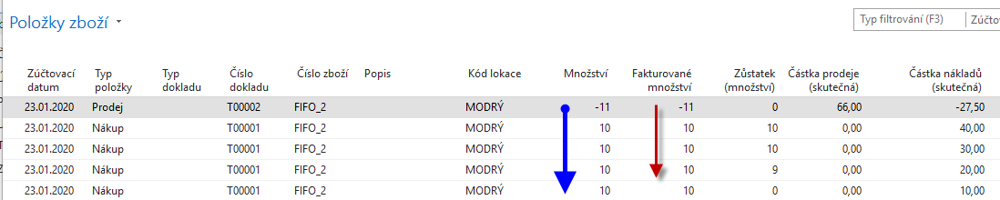 Položky zboží
Typ filtrování (F3) Zúčto
Zúčtovací datum Typ položky Typ dokladu Číslo dokladu Číslo zboží Popis Kód lokace Množství Fakturované množství Zůstatek (množství) Částka prodeje (skutečná) Částka nákladů (skutečná)
23.01.2020 Prodej T00002 FIFO_2 MODRÝ -11 -11 0 66,00 -27,50
23.01.2020 Nákup T00001 FIFO_2 MODRÝ 10 10 10 0,00 40,00
23.01.2020 Nákup T00001 FIFO_2 MODRÝ 10 10 10 0,00 30,00
23.01.2020 Nákup T00001 FIFO_2 MODRÝ 10 10 9 0,00 20,00
23.01.2020 Nákup T00001 FIFO_2 MODRÝ 10 10 0 0,00 10,00